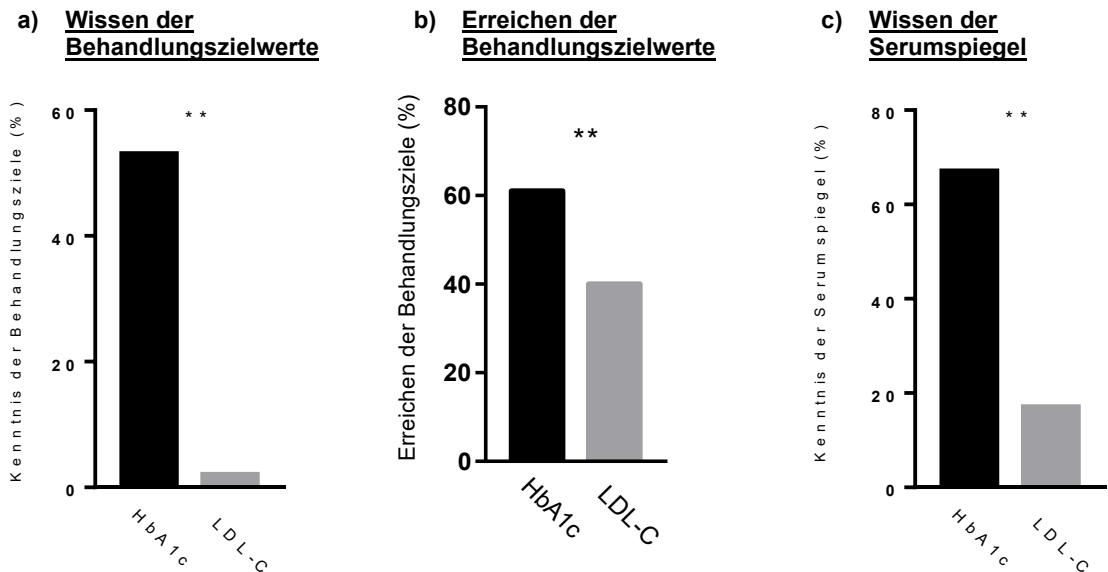 a) Wissen der
Behandlungszielwerte
Kenntnis der Behandlungsziele (%)
60
40
20
0
**
HbA1c
LDL-C
b) Erreichen der
Behandlungszielwerte
Erreichen der Behandlungsziele (%)
80
60
40
20
0
**
HbA1c
LDL-C
c) Wissen der
Serumspiegel
Kenntnis der Serumspiegel (%)
80
60
40
20
0
**
HbA1c
LDL-C